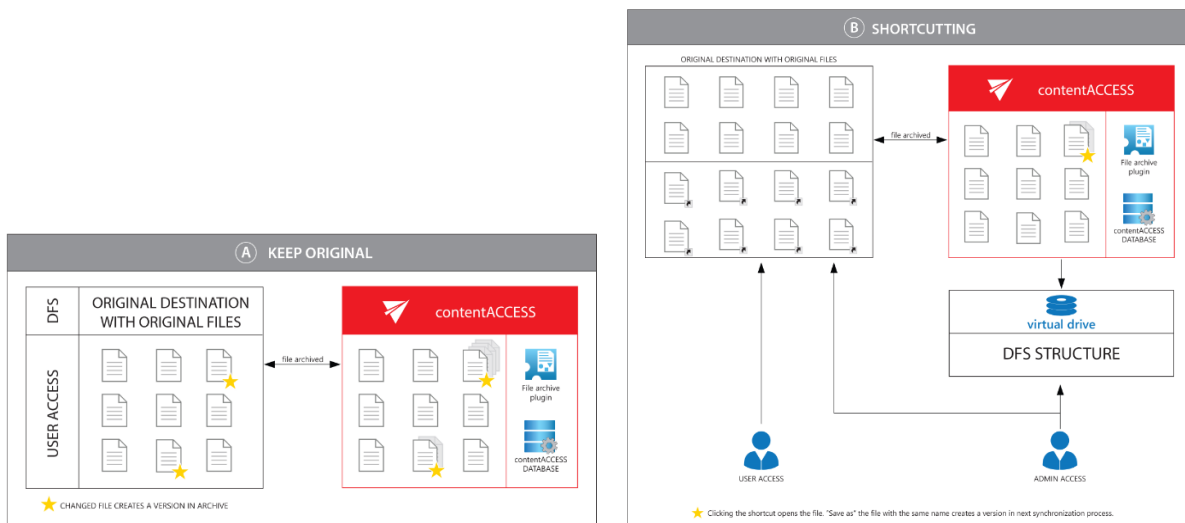 A KEEP ORIGINAL
DFS
ORIGINAL DESTINATION
WITH ORIGINAL FILES
USER ACCESS
file archived
contentACCESS
File archive
plugin
contentACCESS
DATABASE
CHANGED FILE CREATES A VERSION IN ARCHIVE
B SHORTCUTTING
ORIGINAL DESTINATION WITH ORIGINAL FILES
file archived
contentACCESS
File archive
plugin
contentACCESS
DATABASE
virtual drive
DFS STRUCTURE
USER ACCESS
ADMIN ACCESS
Clicking the shortcut opens the file. "Save as" the file with the same name creates a version in next synchronization process.